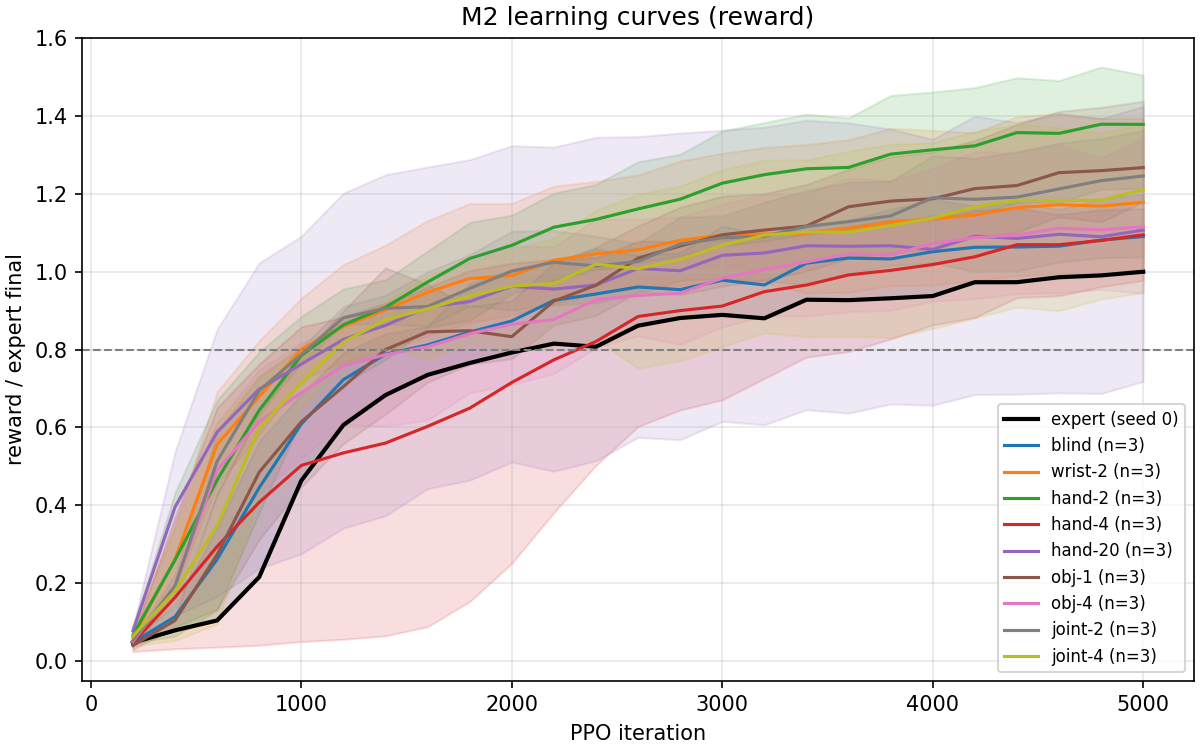 M2 learning curves (reward)
reward / expert final
1.6
1.4
1.2
1.0
0.8
0.6
0.4
0.2
0.0
expert (seed 0)
blind (n=3)
wrist-2 (n=3)
hand-2 (n=3)
hand-4 (n=3)
hand-20 (n=3)
obj-1 (n=3)
obj-4 (n=3)
joint-2 (n=3)
joint-4 (n=3)
0 1000 2000 3000 4000 5000
PPO iteration